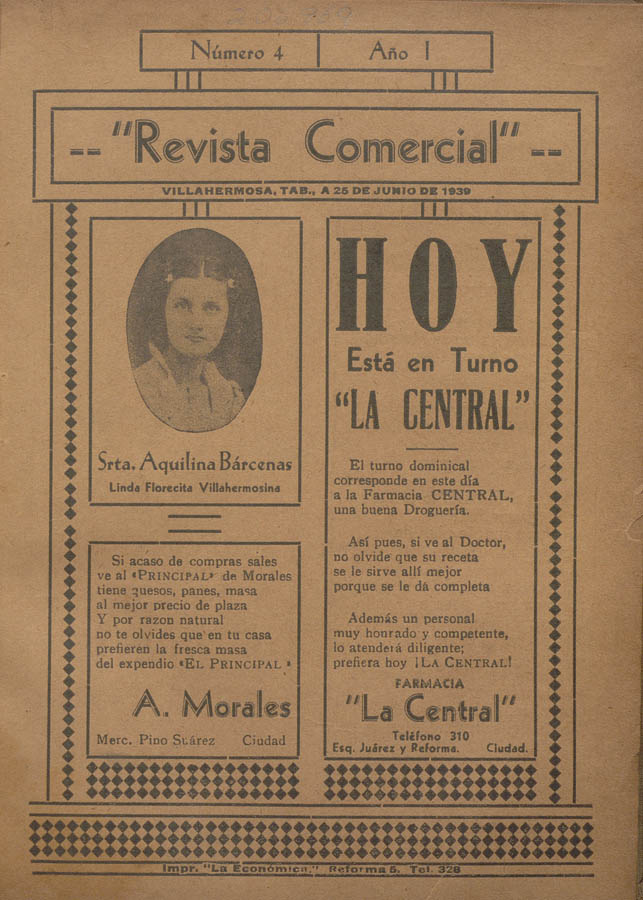 Número 4 Año I
-- "Revista Comercial" --
VILLAHERMOSA, TAB., A 25 DE JUNIO DE 1939
Srta. Aquilina Bárcenas
Linda Florecita Villahermosina
Si acaso de compras sales
ve al «PRINCIPAL» de Morales
tiene quesos, panes, masa
al mejor precio de plaza
Y por razon natural
no te olvides que en tu casa
prefieren la fresca masa
del expendio «EL PRINCIPAL»
A. Morales
Merc. Pino Suárez Ciudad
HOY
Está en Turno
"LA CENTRAL"
El turno dominical
corresponde en este día
a la Farmacia CENTRAL,
una buena Droguería.
Así pues, si ve al Doctor,
no olvide que su receta
se le sirve allí mejor
porque se le dá completa
Además un personal
muy honrado y competente,
lo atenderá diligente;
prefiera hoy ¡LA CENTRAL!
FARMACIA
"La Central"
Teléfono 310
Esq. Juárez y Reforma. Ciudad.
Impr. "La Económica," Reforma 5. Tel. 328